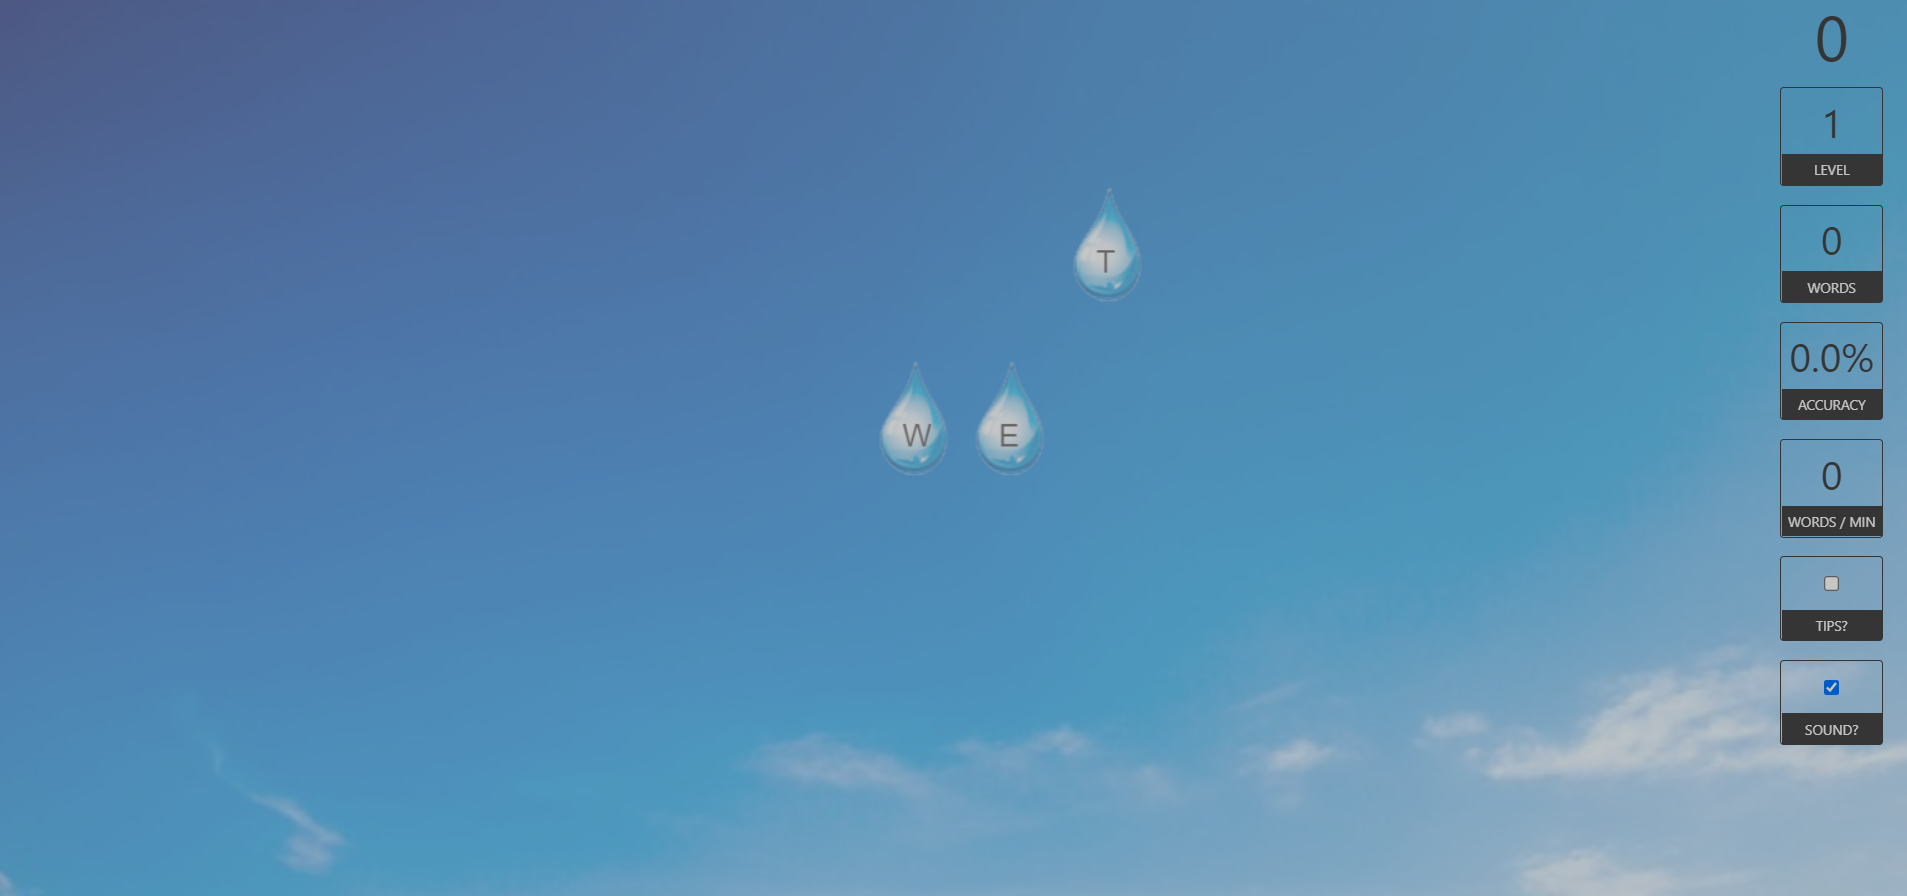 0
1
LEVEL
T
0
WORDS
0.0%
ACCURACY
W E
0
WORDS / MIN
TIPS?
SOUND?